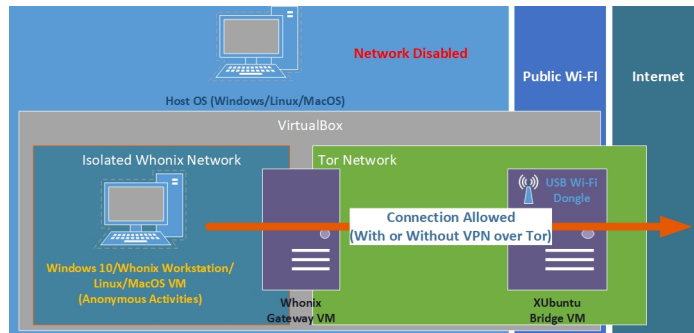 Network Disabled
Public Wi-FI
Internet
Host OS (Windows/Linux/MacOS)
VirtualBox
Isolated Whonix Network
Tor Network
USB Wi-Fi
Dongle
Connection Allowed
(With or Without VPN over Tor)
Windows 10/Whonix Workstation/
Linux/MacOS VM
(Anonymous Activities)
Whonix
Gateway VM
XUbuntu
Bridge VM